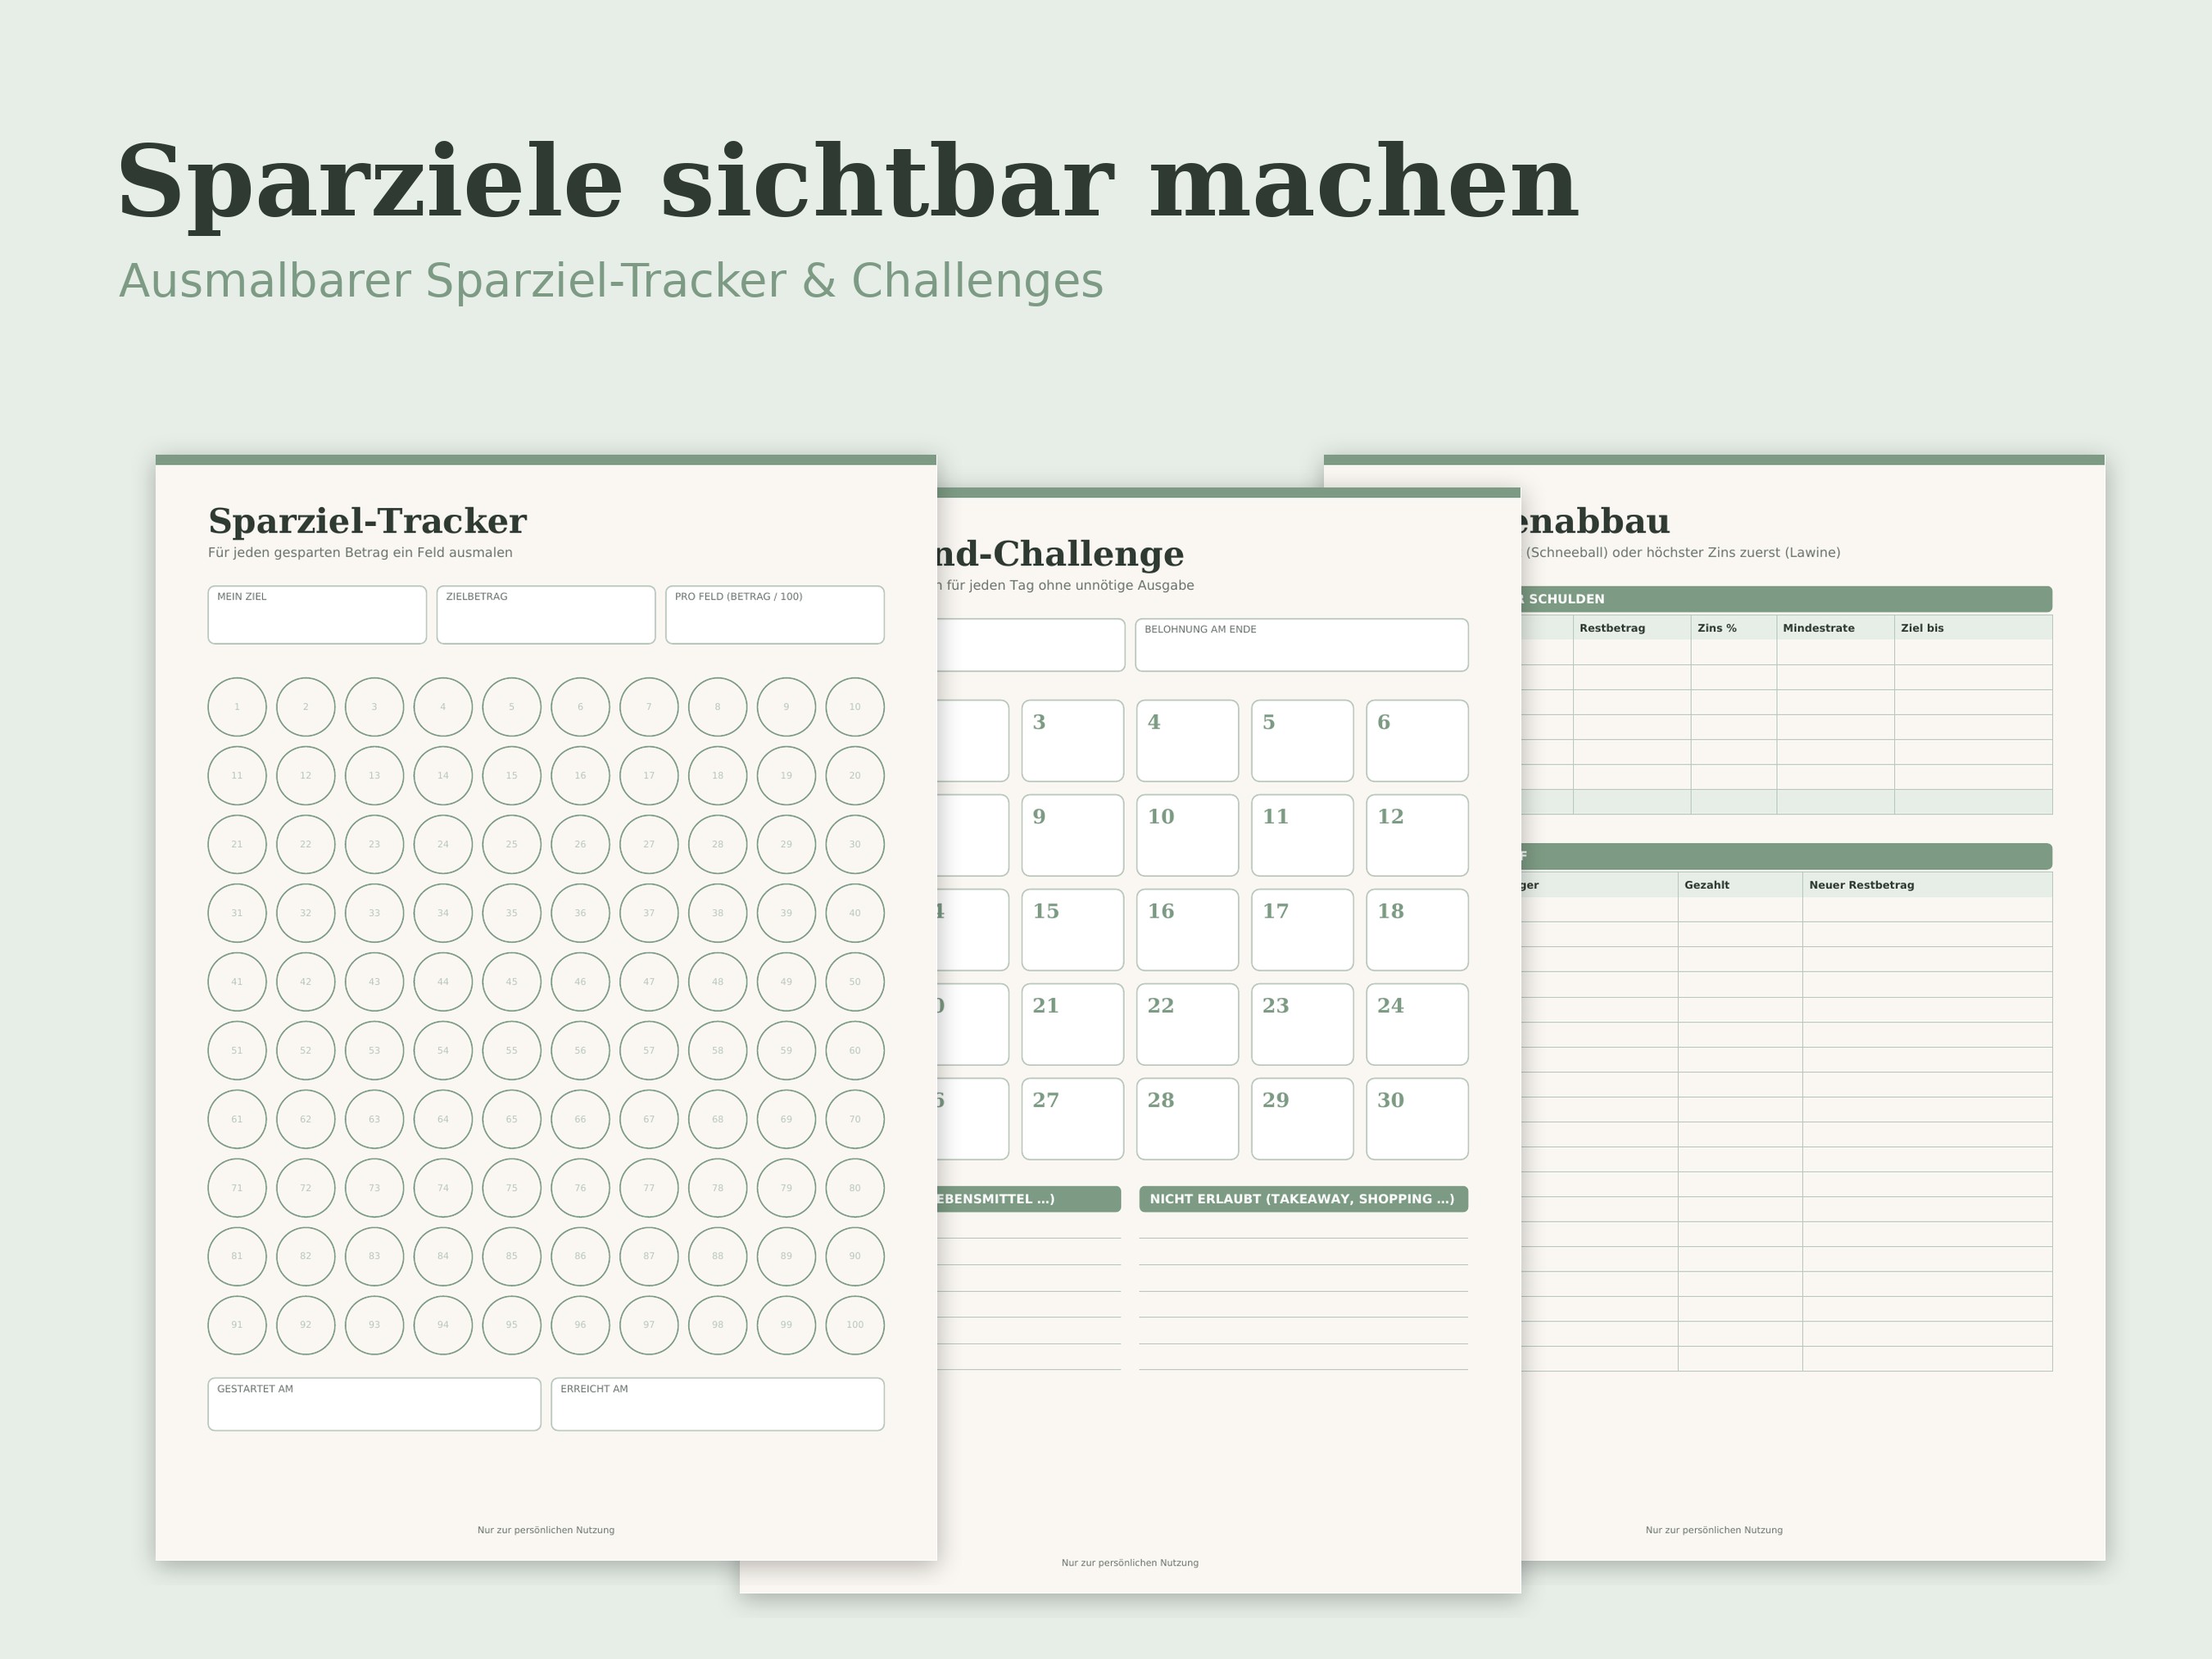 Sparziele sichtbar machen
Ausmalbarer Sparziel-Tracker & Challenges
Sparziel-Tracker
Für jeden gesparten Betrag ein Feld ausmalen
MEIN ZIEL ZIELBETRAG PRO FELD (BETRAG / 100)
1 2 3 4 5 6 7 8 9 10
11 12 13 14 15 16 17 18 19 20
21 22 23 24 25 26 27 28 29 30
31 32 33 34 35 36 37 38 39 40
41 42 43 44 45 46 47 48 49 50
51 52 53 54 55 56 57 58 59 60
61 62 63 64 65 66 67 68 69 70
71 72 73 74 75 76 77 78 79 80
81 82 83 84 85 86 87 88 89 90
91 92 93 94 95 96 97 98 99 100
GESTARTET AM ERREICHT AM
Nur zur persönlichen Nutzung
nd-Challenge
für jeden Tag ohne unnötige Ausgabe
BELOHNUNG AM ENDE
3 4 5 6
9 10 11 12
15 16 17 18
21 22 23 24
27 28 29 30
EBENSMITTEL …) NICHT ERLAUBT (TAKEAWAY, SHOPPING …)
Nur zur persönlichen Nutzung
enabbau
(Schneeball) oder höchster Zins zuerst (Lawine)
SCHULDEN
Restbetrag Zins % Mindestrate Ziel bis
ger Gezahlt Neuer Restbetrag
Nur zur persönlichen Nutzung